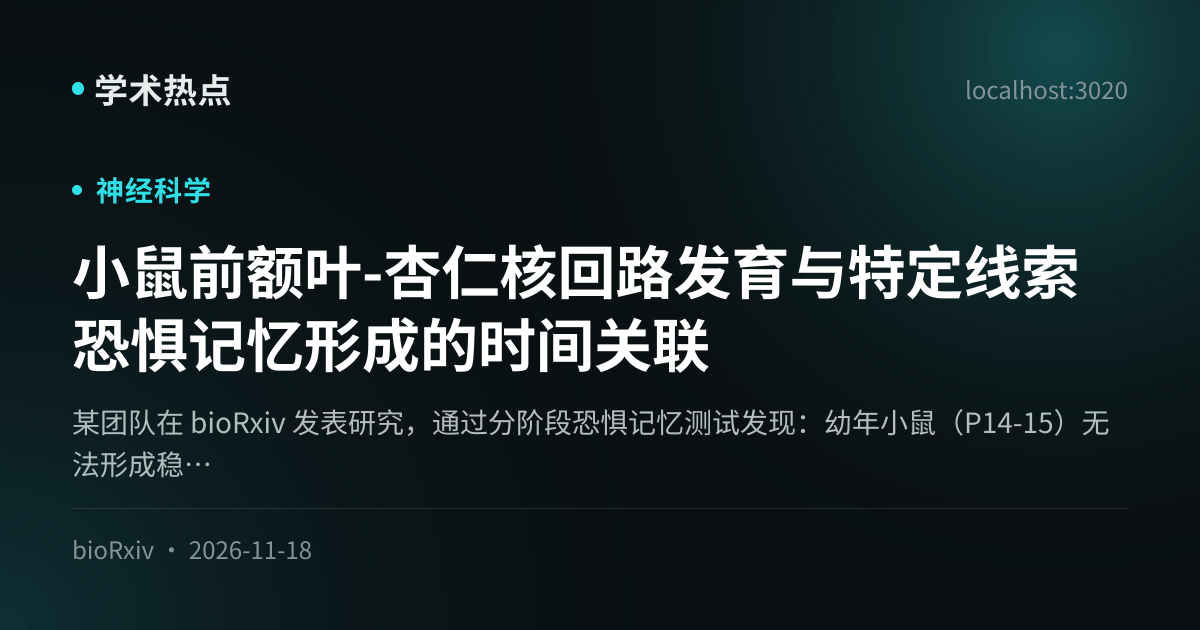 学术热点
localhost:3020
神经科学
小鼠前额叶-杏仁核回路发育与特定线索
恐惧记忆形成的时间关联
某团队在 bioRxiv 发表研究，通过分阶段恐惧记忆测试发现：幼年小鼠（P14-15）无
法形成稳…
bioRxiv · 2026-11-18